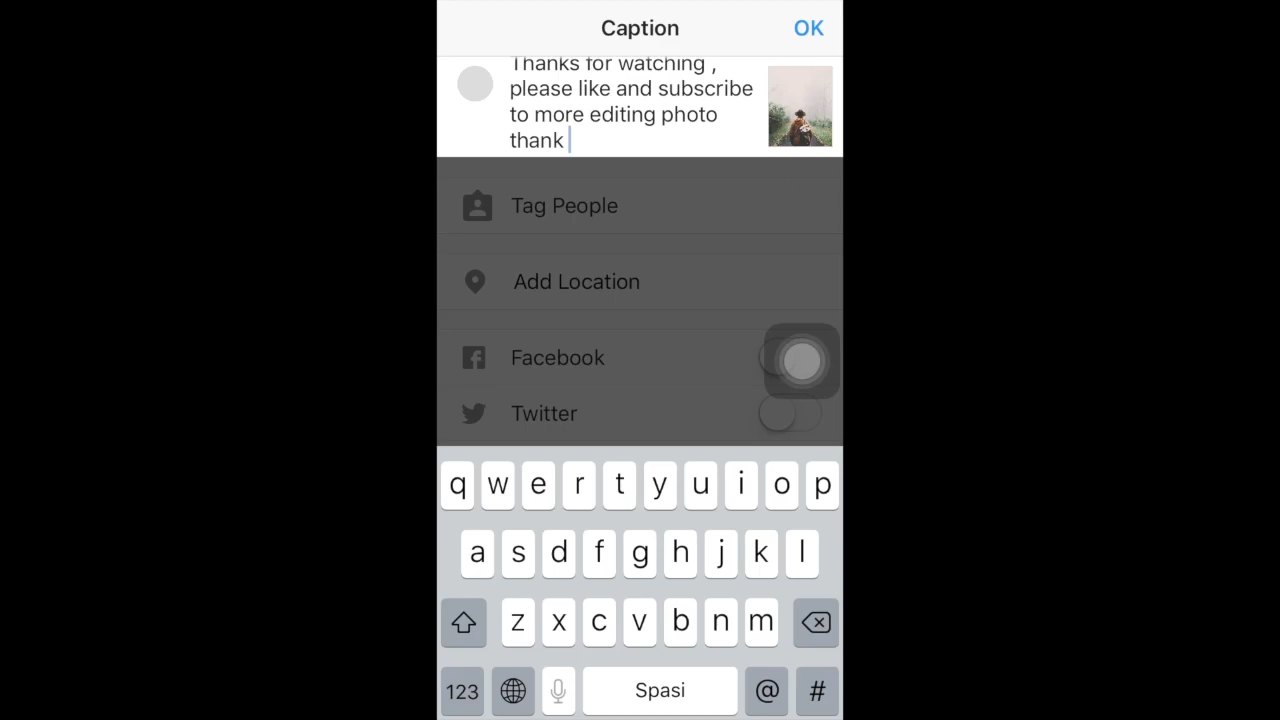 Caption
OK
Thanks for watching ,
please like and subscribe
to more editing photo
thank
Tag People
Add Location
Facebook
Twitter
q w e r t y u i o p
a s d f g h j k l
z x c v b n m
123 Spasi @ #